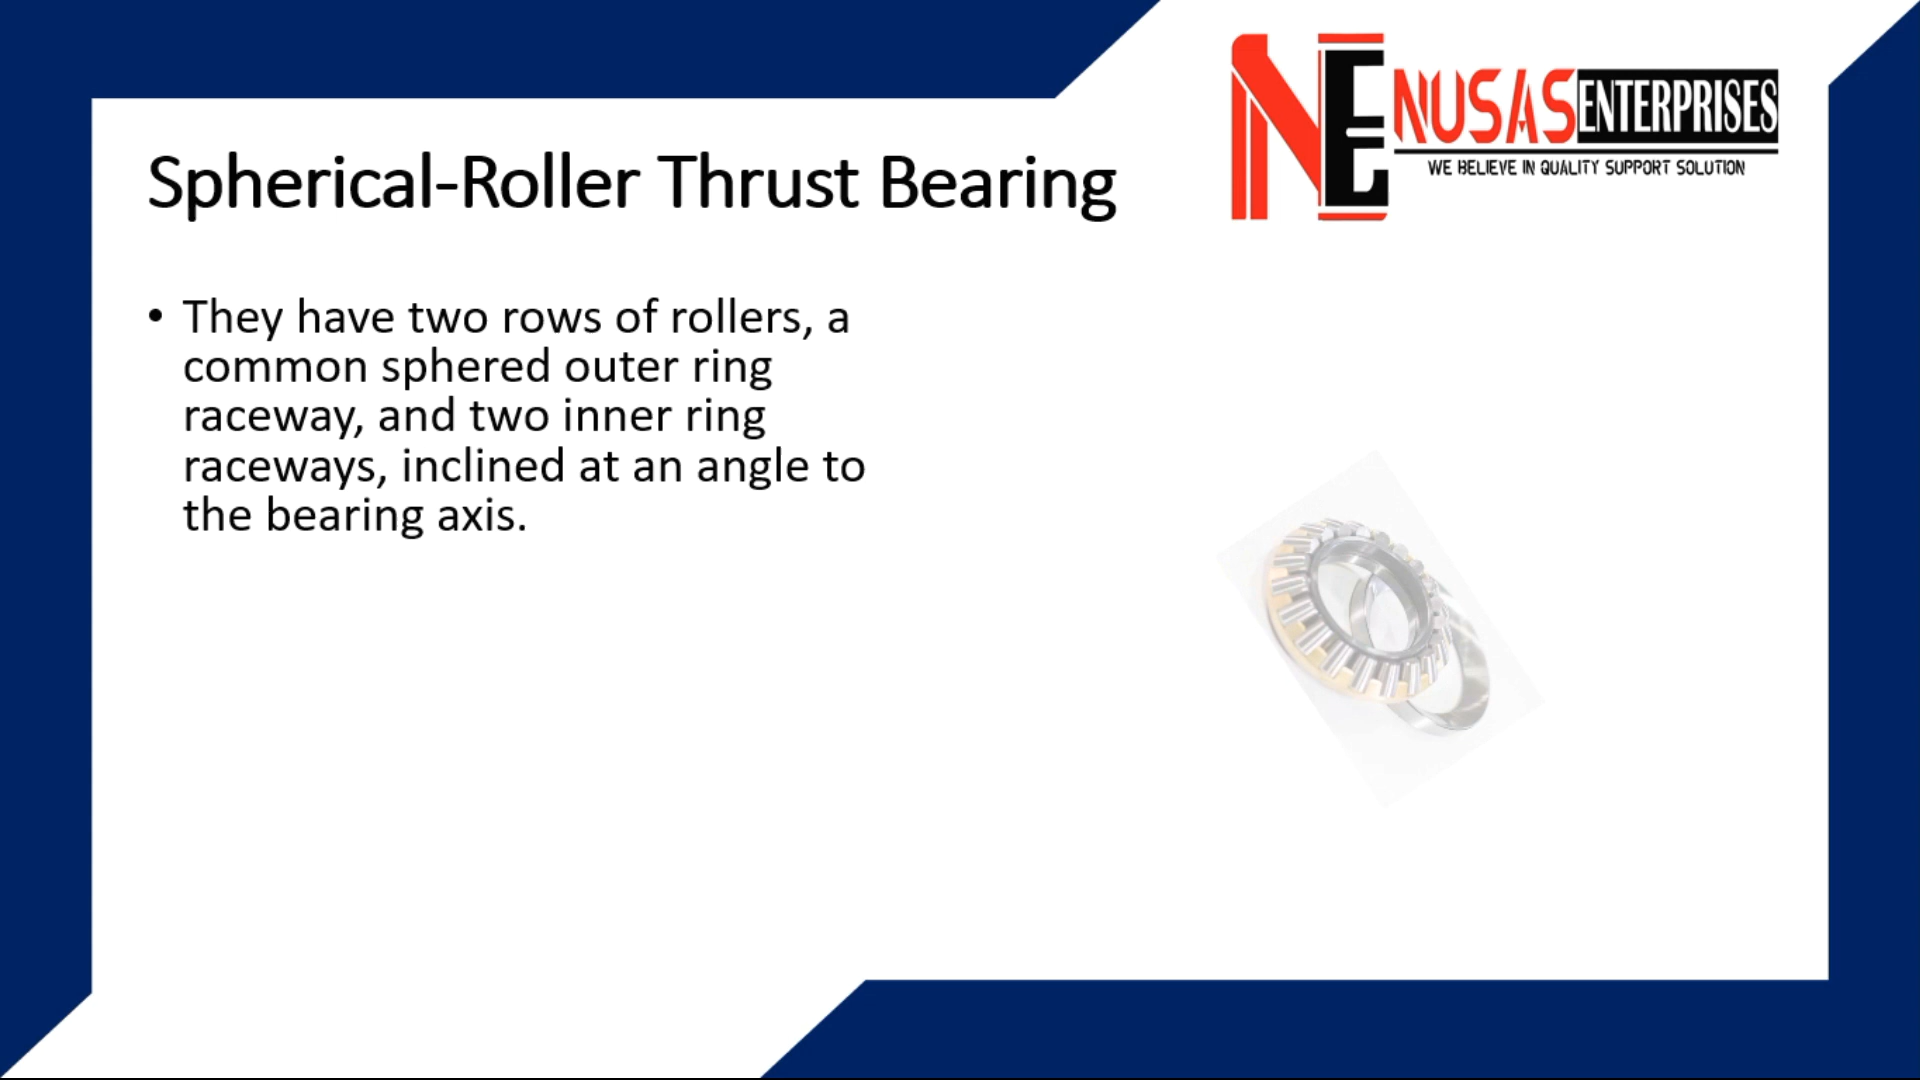 NE NUSAS ENTERPRISES
WE BELIEVE IN QUALITY SUPPORT SOLUTION
Spherical-Roller Thrust Bearing
• They have two rows of rollers, a
common sphered outer ring
raceway, and two inner ring
raceways, inclined at an angle to
the bearing axis.